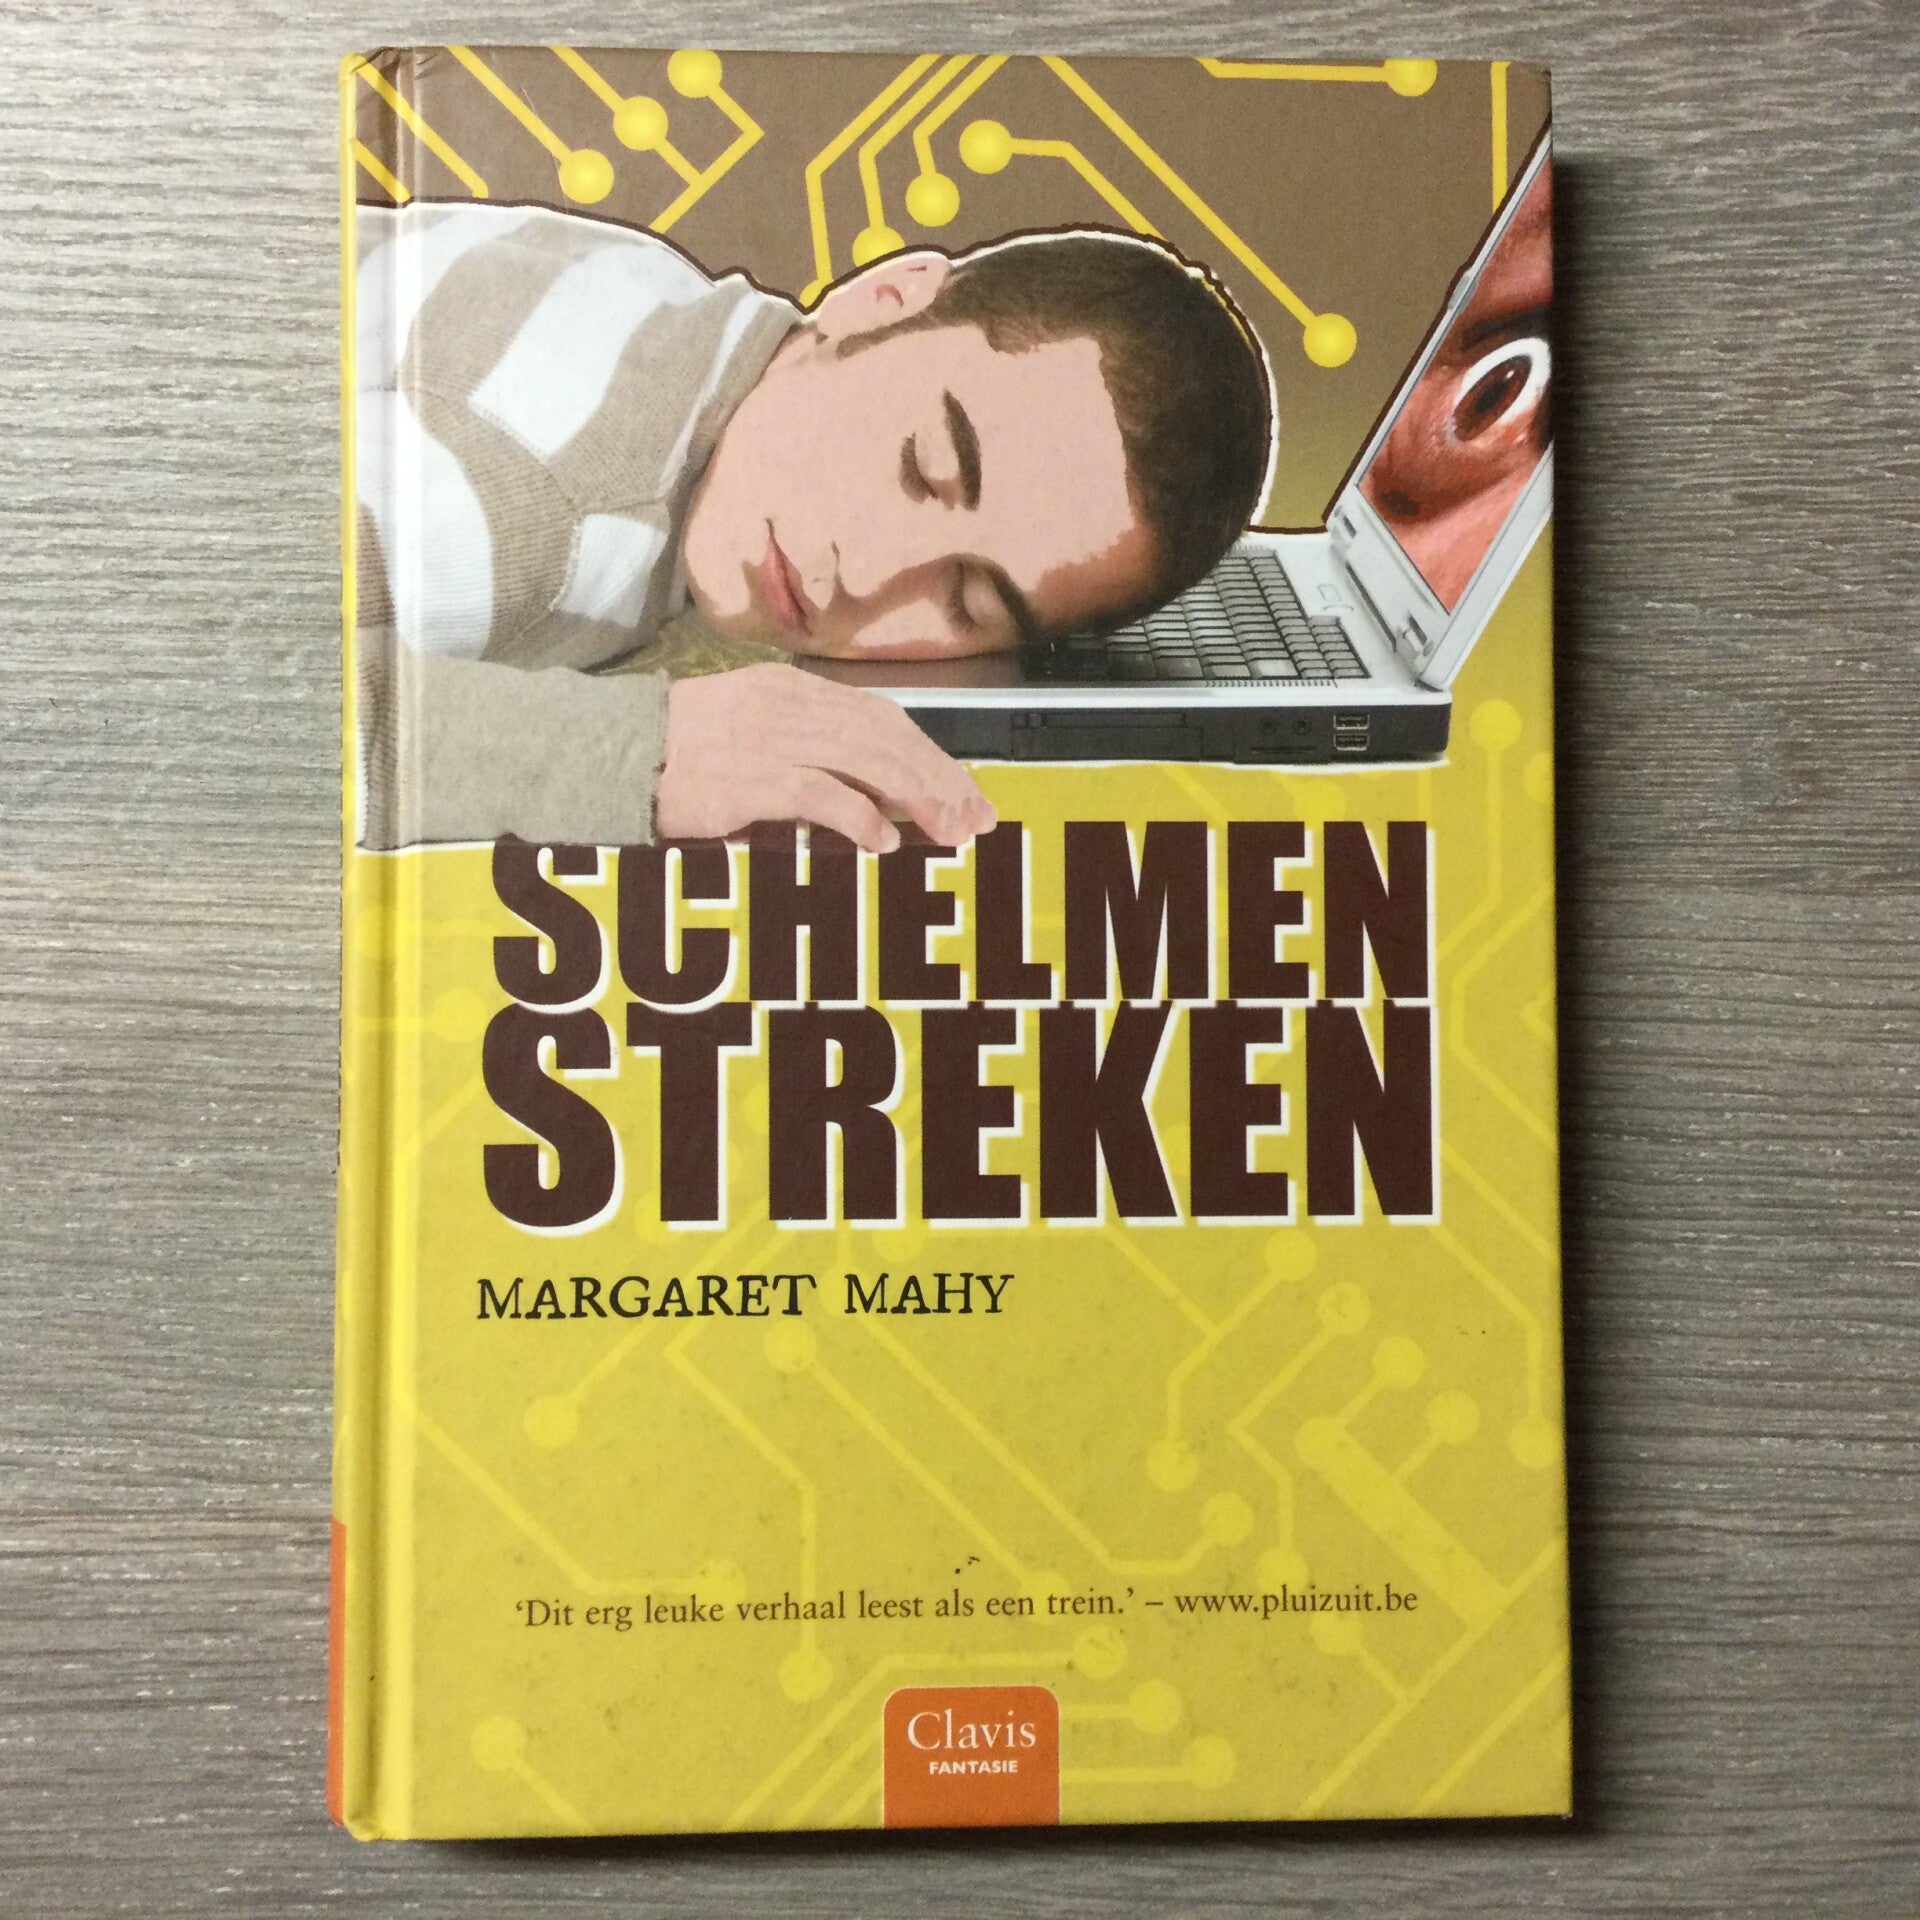 SCHELMEN
STREKEN
MARGARET MAHY
‘Dit erg leuke verhaal leest als een trein.’ – www.pluizuit.be
Clavis
FANTASIE